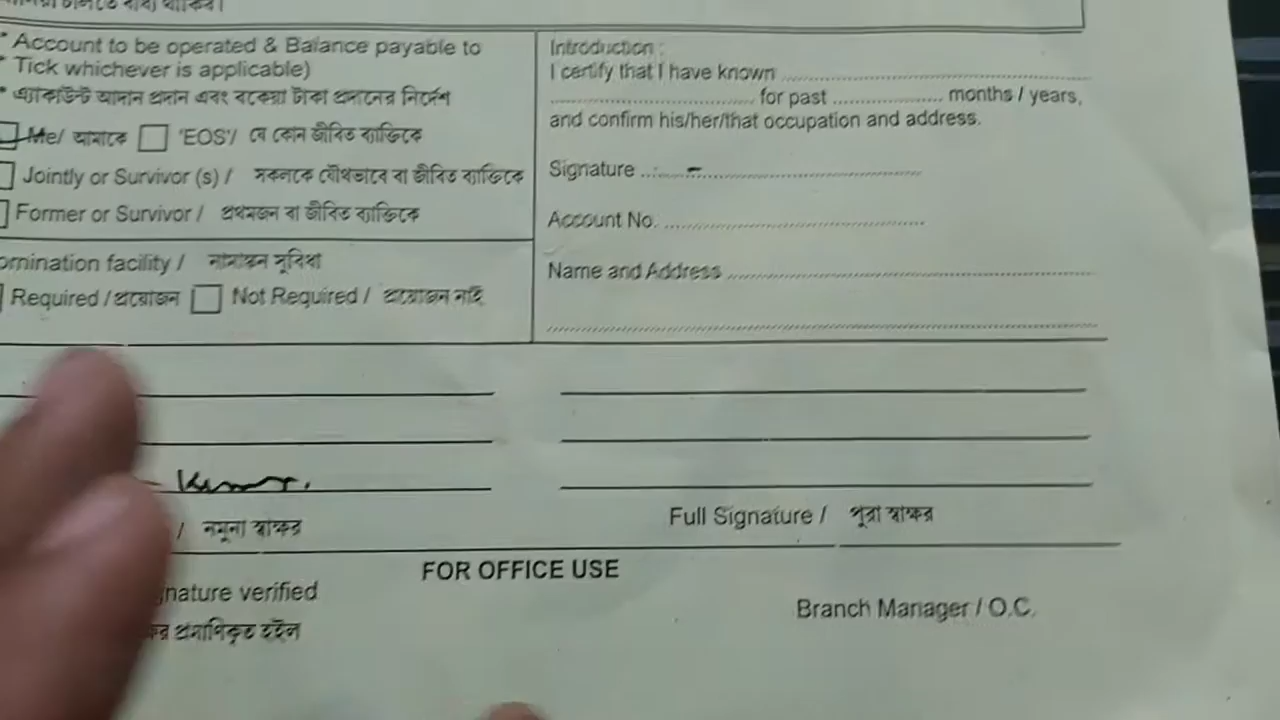 * Account to be operated & Balance payable to
* Tick whichever is applicable)
* এ্যাকাউন্ট আদান প্রদান এবং বকেয়া টাকা প্রদানের নির্দেশ
Me/ আমাকে 'EOS'/ যে কোন জীবিত ব্যক্তিকে
Jointly or Survivor (s) / সকলকে যৌথভাবে বা জীবিত ব্যক্তিকে
Former or Survivor / প্রথমজন বা জীবিত ব্যক্তিকে
omination facility / নামাঙ্কন সুবিধা
Required / প্রয়োজন Not Required / প্রয়োজন নাই
Introduction :
I certify that I have known
for past months / years,
and confirm his/her/that occupation and address.
Signature
Account No.
Name and Address
Kumar.
/ নমুনা স্বাক্ষর
Full Signature / পুরা স্বাক্ষর
FOR OFFICE USE
nature verified
প্রমাণিকৃত হইল
Branch Manager / O.C.